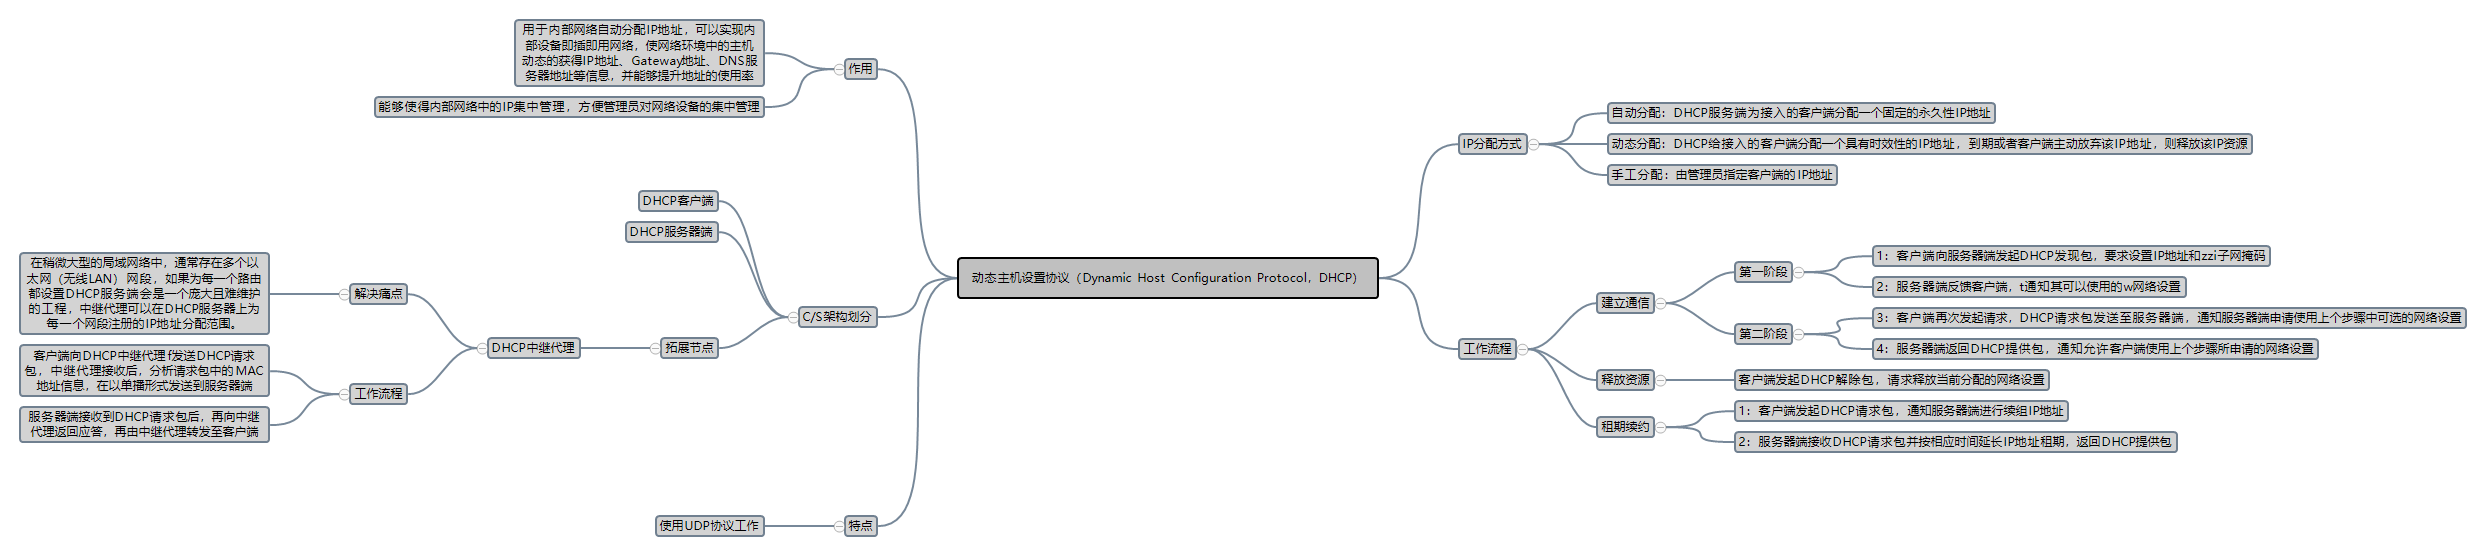 动态主机设置协议（Dynamic Host Configuration Protocol，DHCP）
作用
用于内部网络自动分配IP地址，可以实现内
部设备即插即用网络，使网络环境中的主机
动态的获得IP地址、Gateway地址、DNS服
务器地址等信息，并能够提升地址的使用率
能够使得内部网络中的IP集中管理，方便管理员对网络设备的集中管理
C/S架构划分
DHCP客户端
DHCP服务器端
拓展节点
DHCP中继代理
解决痛点
在稍微大型的局域网络中，通常存在多个以
太网（无线LAN）网段，如果为每一个路由
都设置DHCP服务端会是一个庞大且难维护
的工程，中继代理可以在DHCP服务器上为
每一个网段注册的IP地址分配范围。
工作流程
客户端向DHCP中继代理f发送DHCP请求
包，中继代理接收后，分析请求包中的MAC
地址信息，在以单播形式发送到服务器端
服务器端接收到DHCP请求包后，再向中继
代理返回应答，再由中继代理转发至客户端
特点
使用UDP协议工作
IP分配方式
自动分配：DHCP服务端为接入的客户端分配一个固定的永久性IP地址
动态分配：DHCP给接入的客户端分配一个具有时效性的IP地址，到期或者客户端主动放弃该IP地址，则释放该IP资源
手工分配：由管理员指定客户端的IP地址
工作流程
建立通信
第一阶段
1：客户端向服务器端发起DHCP发现包，要求设置IP地址和zzi子网掩码
2：服务器端反馈客户端，t通知其可以使用的w网络设置
第二阶段
3：客户端再次发起请求，DHCP请求包发送至服务器端，通知服务器端申请使用上个步骤中可选的网络设置
4：服务器端返回DHCP提供包，通知允许客户端使用上个步骤所申请的网络设置
释放资源
客户端发起DHCP解除包，请求释放当前分配的网络设置
租期续约
1：客户端发起DHCP请求包，通知服务器端进行续组IP地址
2：服务器端接收DHCP请求包并按相应时间延长IP地址租期，返回DHCP提供包